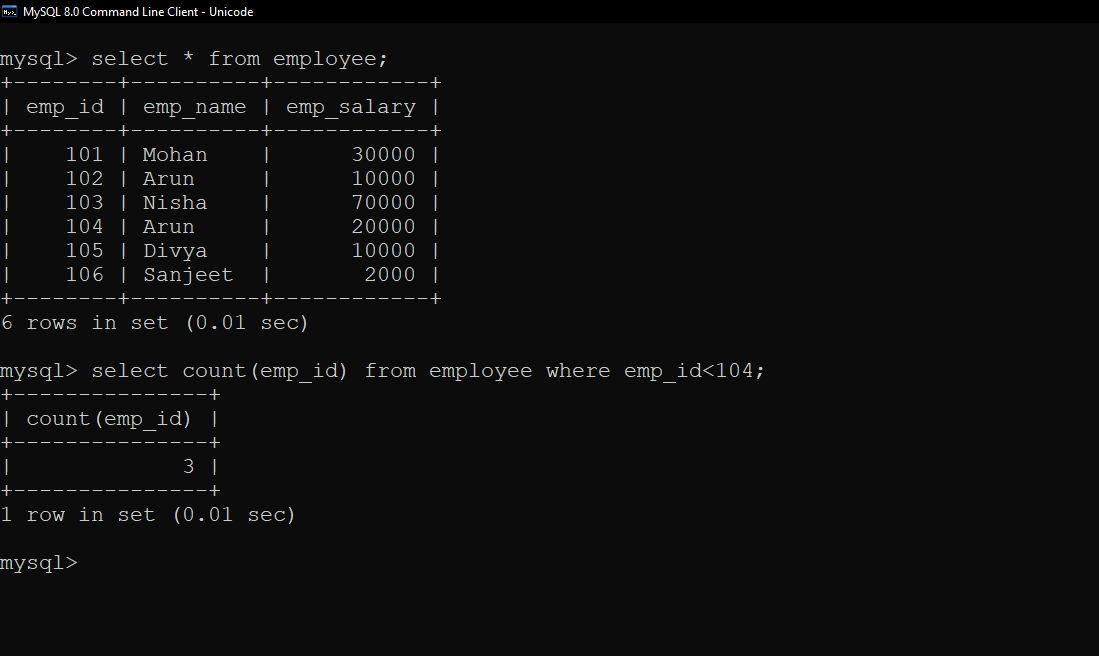 MySQL 8.0 Command Line Client - Unicode
mysql> select * from employee;
+--------+----------+------------+
| emp_id | emp_name | emp_salary |
+--------+----------+------------+
|    101 | Mohan    |      30000 |
|    102 | Arun     |      10000 |
|    103 | Nisha    |      70000 |
|    104 | Arun     |      20000 |
|    105 | Divya    |      10000 |
|    106 | Sanjeet  |       2000 |
+--------+----------+------------+
6 rows in set (0.01 sec)
mysql> select count(emp_id) from employee where emp_id<104;
+---------------+
| count(emp_id) |
+---------------+
|             3 |
+---------------+
1 row in set (0.01 sec)
mysql>